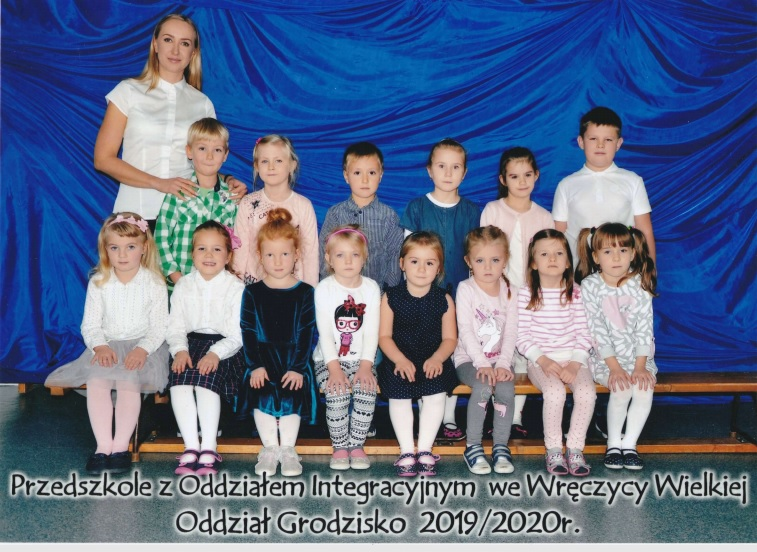 Przedszkole z Oddziałem Integracyjnym we Wręczycy Wielkiej
Oddział Grodzisko 2019/2020r.